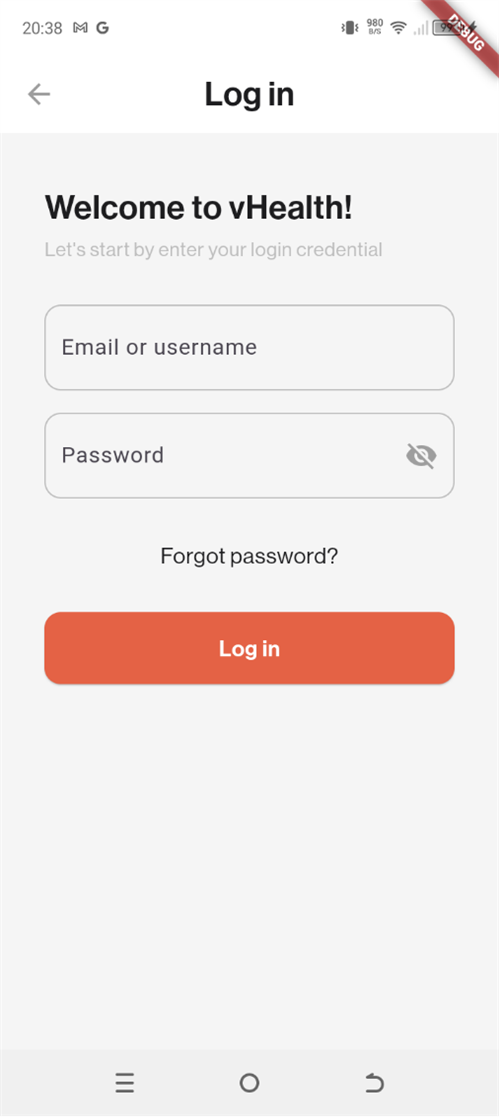 20:38
980
B/S
DEBUG
Log in
Welcome to vHealth!
Let's start by enter your login credential
Email or username
Password
Forgot password?
Log in